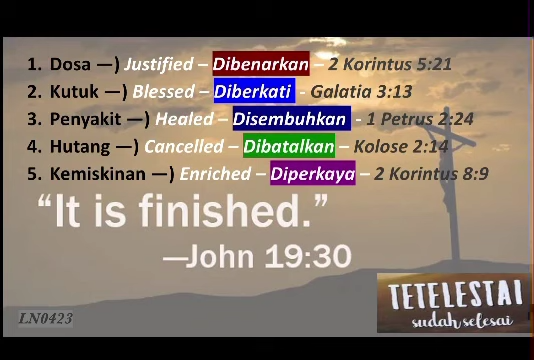 1. Dosa —) Justified – Dibenarkan – 2 Korintus 5:21
2. Kutuk —) Blessed – Diberkati - Galatia 3:13
3. Penyakit —) Healed – Disembuhkan - 1 Petrus 2:24
4. Hutang —) Cancelled – Dibatalkan – Kolose 2:14
5. Kemiskinan —) Enriched – Diperkaya – 2 Korintus 8:9
“It is finished.”
—John 19:30
TETELESTAI
sudah selesai
LN0423